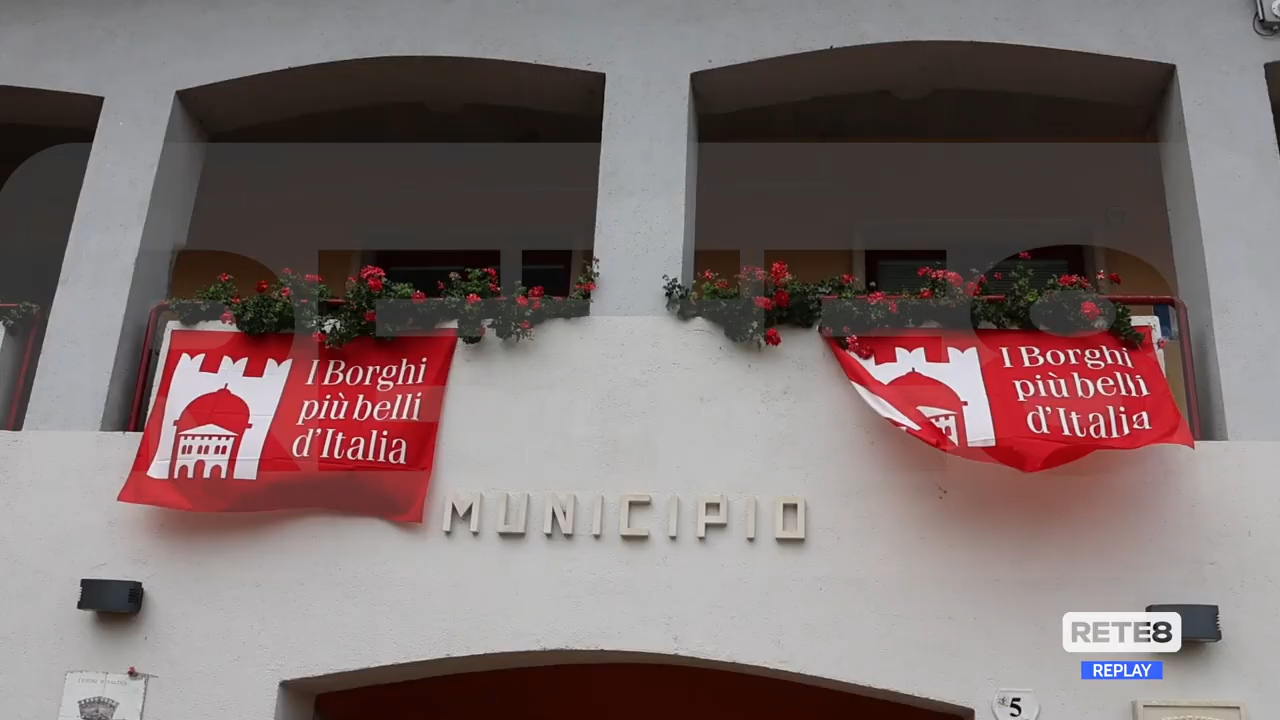 I Borghi
più belli
d'Italia
I Borghi
più belli
d'Italia
MUNICIPIO
RETE8
REPLAY
5